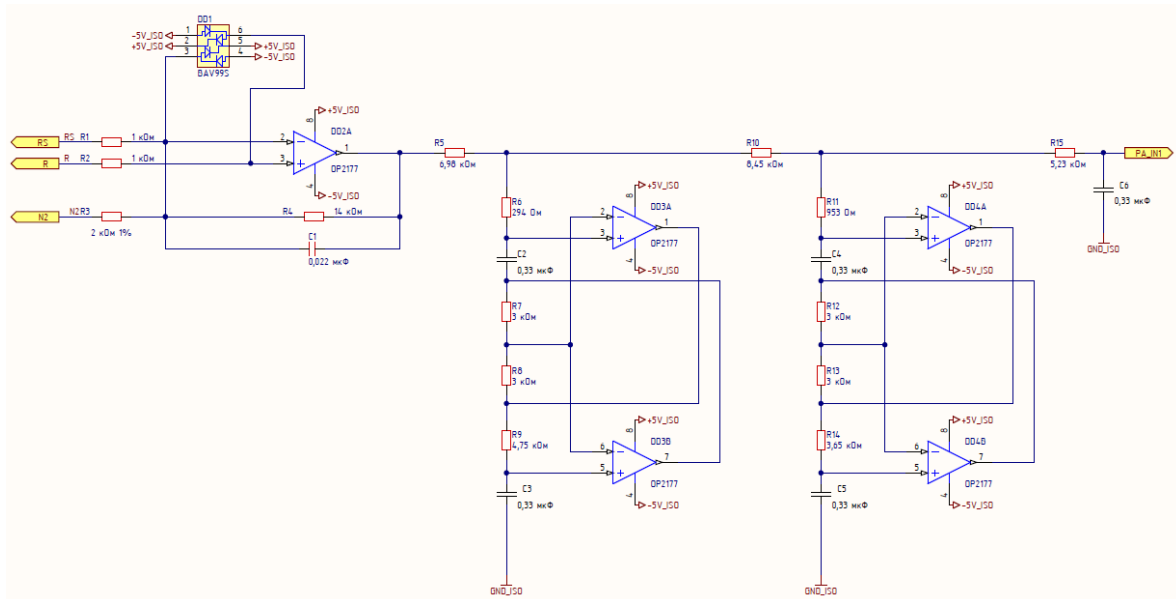 DD1
-5V_ISO 1 6
+5V_ISO 2 5 +5V_ISO
3 4 -5V_ISO
BAV99S
+5V_ISO
8
DD2A
RS RS R1 1 кОм 2 1
R R R2 1 кОм 3 OP2177
4
-5V_ISO
N2 N2 R3 R4 14 кОм
2 кОм 1%
C1
0,022 мкФ
R5
6,98 кОм
R10
8,45 кОм
R15
5,23 кОм
PA_IN1
C6
0,33 мкФ
GND_ISO
R6
294 Ом
+5V_ISO
8
DD3A
2 1
3 OP2177
4
-5V_ISO
C2
0,33 мкФ
R7
3 кОм
R8
3 кОм
R9
4,75 кОм
+5V_ISO
8
DD3B
6 7
5 OP2177
4
-5V_ISO
C3
0,33 мкФ
GND_ISO
R11
953 Ом
+5V_ISO
8
DD4A
2 1
3 OP2177
4
-5V_ISO
C4
0,33 мкФ
R12
3 кОм
R13
3 кОм
R14
3,65 кОм
+5V_ISO
8
DD4B
6 7
5 OP2177
4
-5V_ISO
C5
0,33 мкФ
GND_ISO